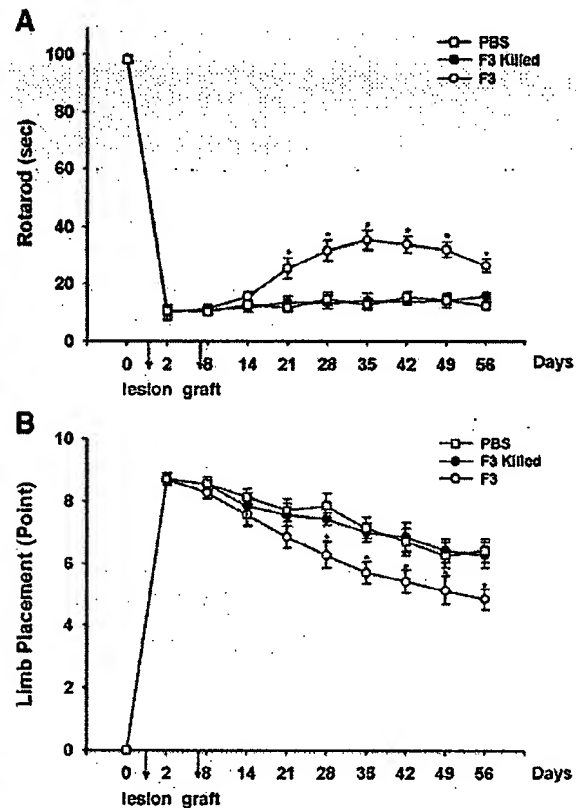 A
PBS
F3 Killed
F3
100
80
60
40
20
0
Rotarod (sec)
0 2 8 14 21 28 35 42 49 56 Days
lesion graft
B
10
PBS
F3 Killed
F3
8
6
4
2
0
Limb Placement (Point)
0 2 8 14 21 28 35 42 49 56 Days
lesion graft